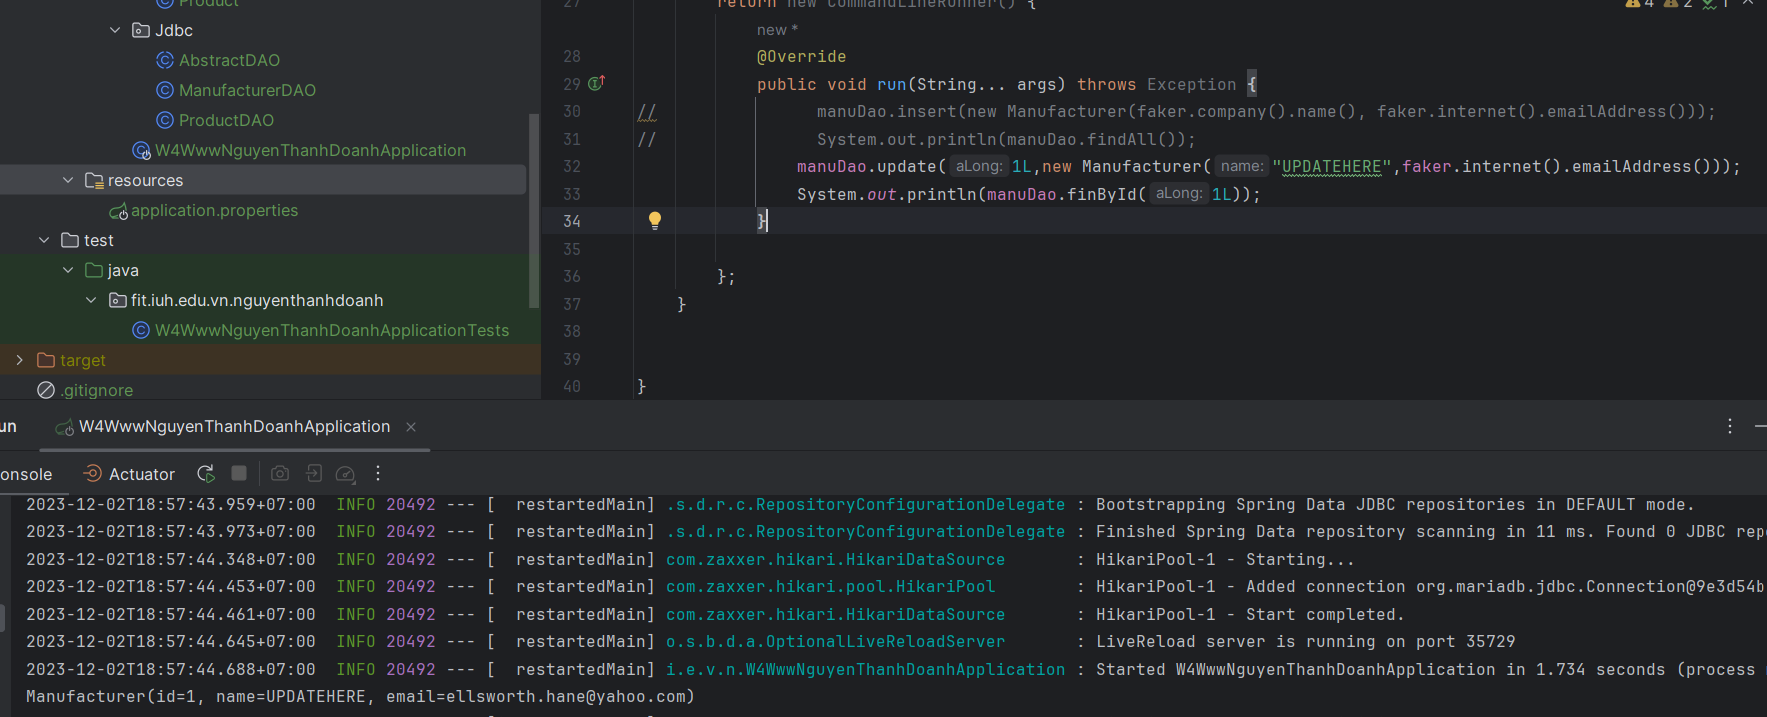 Product
Jdbc
AbstractDAO
ManufacturerDAO
ProductDAO
W4WwwNguyenThanhDoanhApplication
resources
application.properties
test
java
fit.iuh.edu.vn.nguyenthanhdoanh
W4WwwNguyenThanhDoanhApplicationTests
target
.gitignore
4 2 1
27 return new CommandLineRunner() {
new *
28 @Override
29 public void run(String... args) throws Exception {
30 // manuDao.insert(new Manufacturer(faker.company().name(), faker.internet().emailAddress()));
31 // System.out.println(manuDao.findAll());
32 manuDao.update( aLong: 1L,new Manufacturer( name: "UPDATEHERE",faker.internet().emailAddress()));
33 System.out.println(manuDao.finById( aLong: 1L));
34 }
35
36 };
37 }
38
39
40 }
un W4WwwNguyenThanhDoanhApplication
onsole Actuator
2023-12-02T18:57:43.959+07:00 INFO 20492 --- [ restartedMain] .s.d.r.c.RepositoryConfigurationDelegate : Bootstrapping Spring Data JDBC repositories in DEFAULT mode.
2023-12-02T18:57:43.973+07:00 INFO 20492 --- [ restartedMain] .s.d.r.c.RepositoryConfigurationDelegate : Finished Spring Data repository scanning in 11 ms. Found 0 JDBC rep
2023-12-02T18:57:44.348+07:00 INFO 20492 --- [ restartedMain] com.zaxxer.hikari.HikariDataSource : HikariPool-1 - Starting...
2023-12-02T18:57:44.453+07:00 INFO 20492 --- [ restartedMain] com.zaxxer.hikari.pool.HikariPool : HikariPool-1 - Added connection org.mariadb.jdbc.Connection@9e3d54b
2023-12-02T18:57:44.461+07:00 INFO 20492 --- [ restartedMain] com.zaxxer.hikari.HikariDataSource : HikariPool-1 - Start completed.
2023-12-02T18:57:44.645+07:00 INFO 20492 --- [ restartedMain] o.s.b.d.a.OptionalLiveReloadServer : LiveReload server is running on port 35729
2023-12-02T18:57:44.688+07:00 INFO 20492 --- [ restartedMain] i.e.v.n.W4WwwNguyenThanhDoanhApplication : Started W4WwwNguyenThanhDoanhApplication in 1.734 seconds (process
Manufacturer(id=1, name=UPDATEHERE, email=ellsworth.hane@yahoo.com)